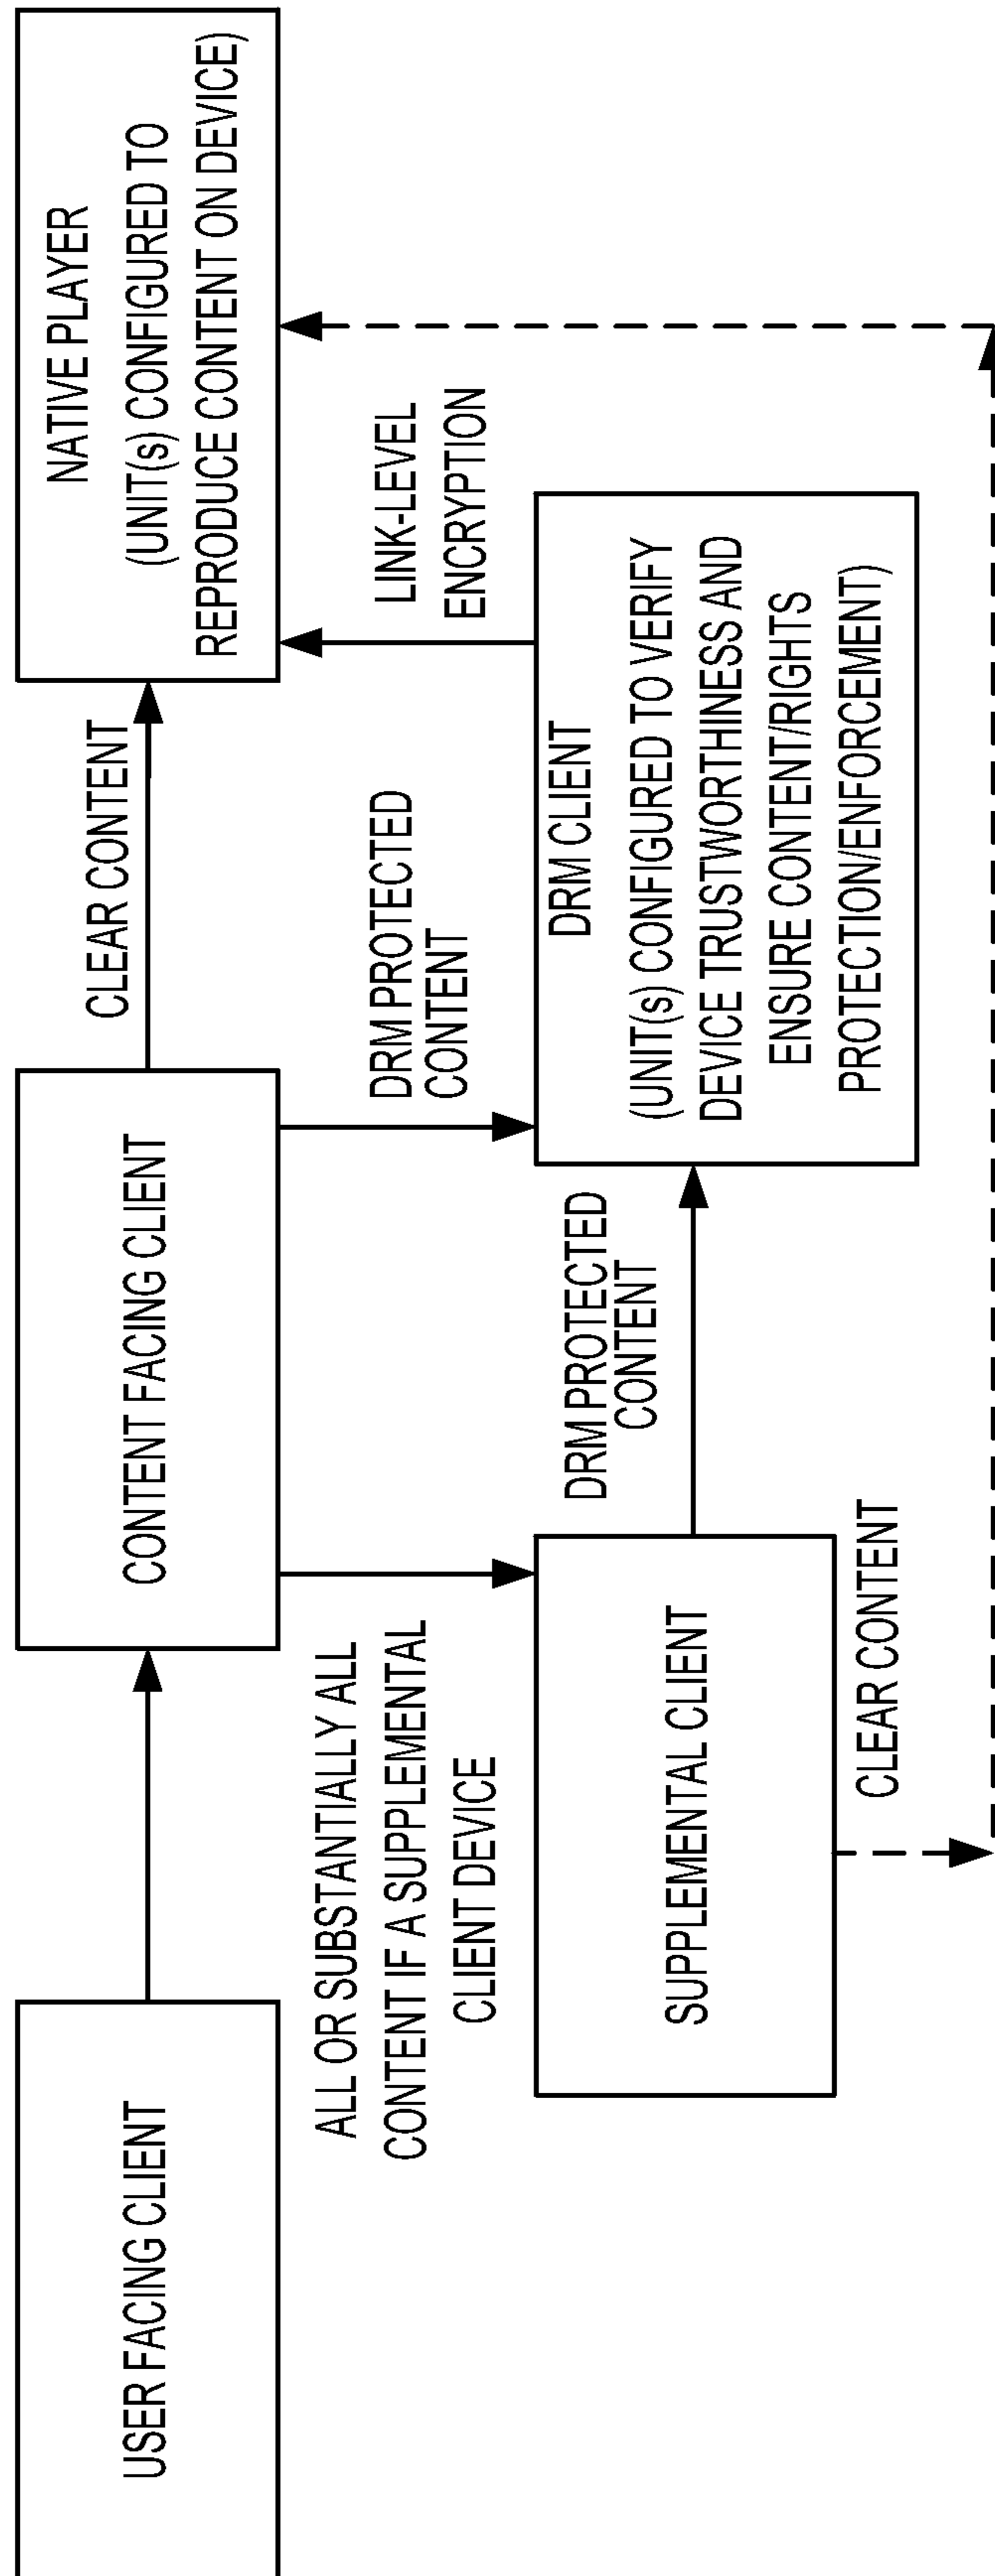 USER FACING CLIENT
CONTENT FACING CLIENT
CLEAR CONTENT
NATIVE PLAYER
(UNIT(s) CONFIGURED TO
REPRODUCE CONTENT ON DEVICE)
ALL OR SUBSTANTIALLY ALL
CONTENT IF A SUPPLEMENTAL
CLIENT DEVICE
DRM PROTECTED
CONTENT
LINK-LEVEL
ENCRYPTION
SUPPLEMENTAL CLIENT
DRM PROTECTED
CONTENT
DRM CLIENT
(UNIT(s) CONFIGURED TO VERIFY
DEVICE TRUSTWORTHINESS AND
ENSURE CONTENT/RIGHTS
PROTECTION/ENFORCEMENT)
CLEAR CONTENT